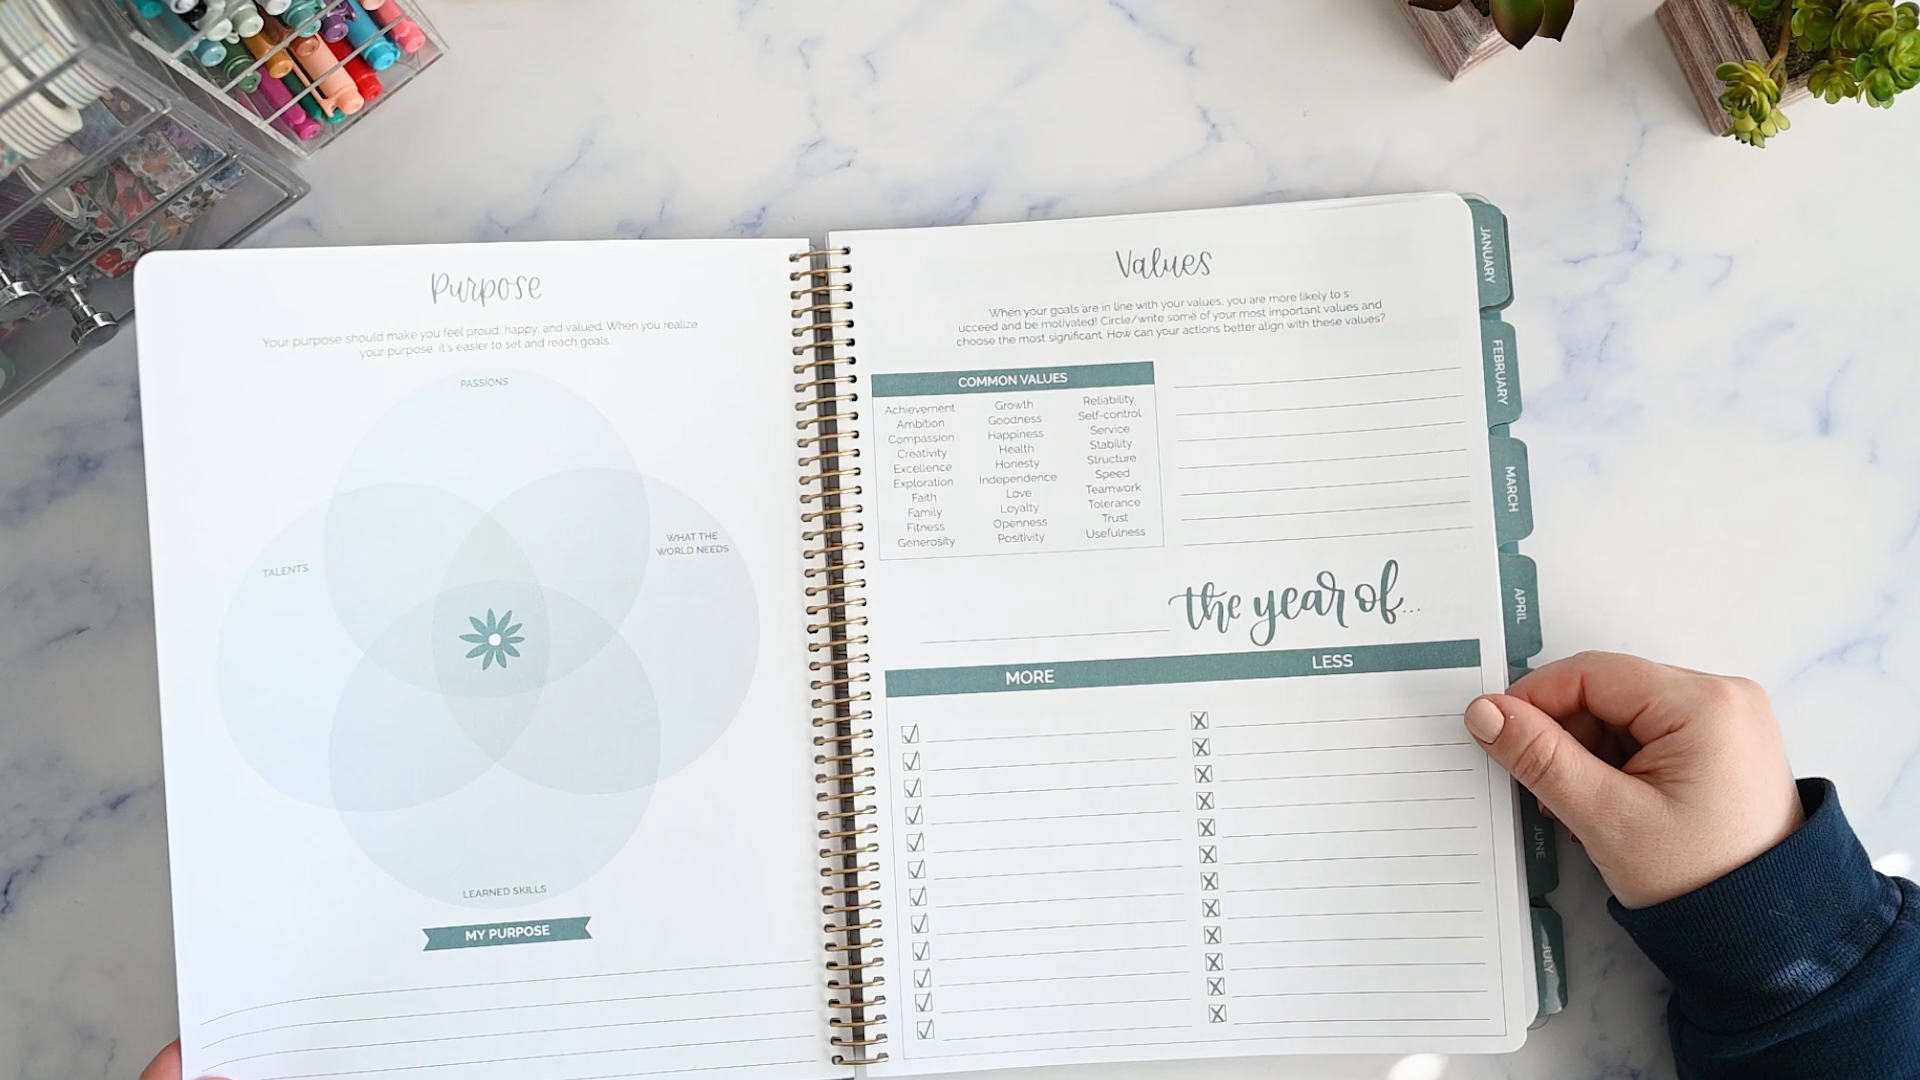 Purpose
Your purpose should make you feel proud, happy, and valued. When you realize
your purpose, it's easier to set and reach goals.
PASSIONS
WHAT THE
WORLD NEEDS
TALENTS
LEARNED SKILLS
MY PURPOSE
Values
When your goals are in line with your values, you are more likely to s
ucceed and be motivated! Circle/write some of your most important values and
choose the most significant. How can your actions better align with these values?
COMMON VALUES
Achievement
Ambition
Compassion
Creativity
Excellence
Exploration
Faith
Family
Fitness
Generosity
Growth
Goodness
Happiness
Health
Honesty
Independence
Love
Loyalty
Openness
Positivity
Reliability
Self-control
Service
Stability
Structure
Speed
Teamwork
Tolerance
Trust
Usefulness
the year of...
MORE
LESS
JANUARY
FEBRUARY
MARCH
APRIL
JUNE
JULY